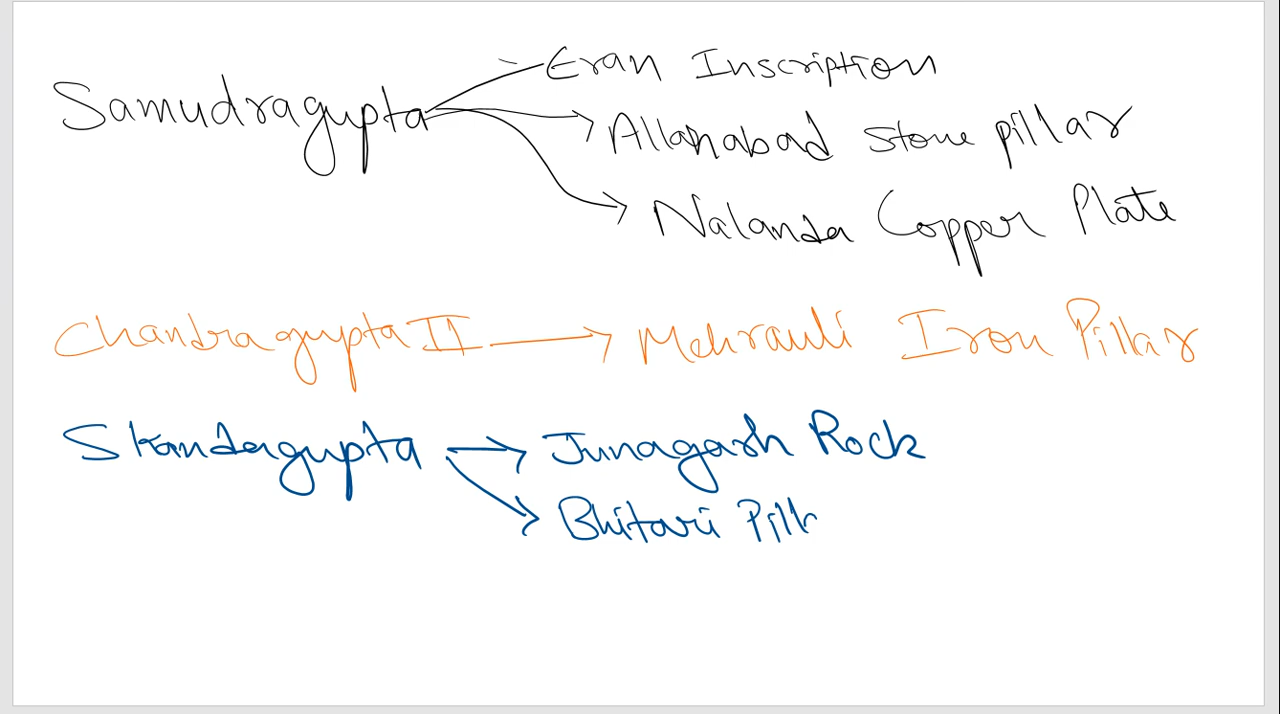 Samudragupta
Eran Inscription
Allahabad Stone pillar
Nalanda Copper Plate
Chandragupta II Mehrauli Iron Pillar
Skandagupta Junagarh Rock
Bhitari Pilla